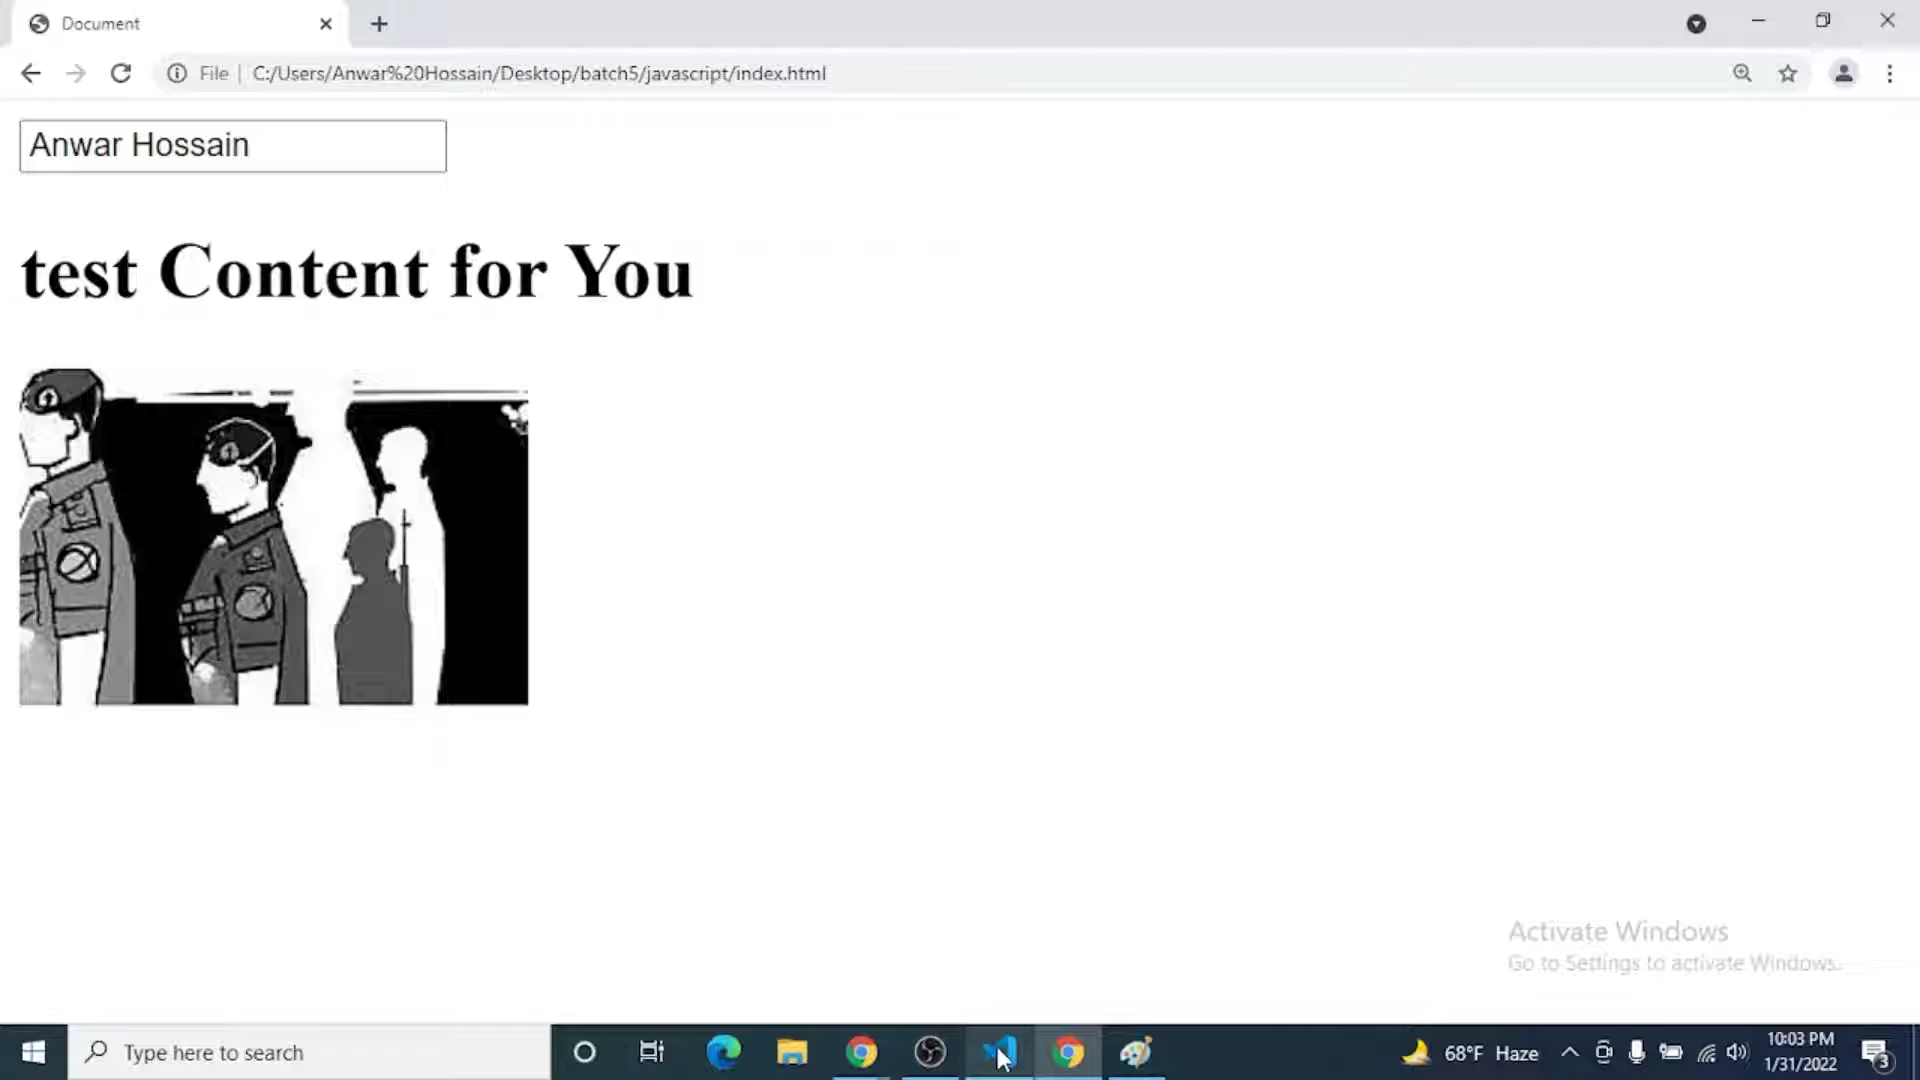 Document
File | C:/Users/Anwar%20Hossain/Desktop/batch5/javascript/index.html
Anwar Hossain
test Content for You
Activate Windows
Go to Settings to activate Windows.
Type here to search
68°F Haze
10:03 PM
1/31/2022
3